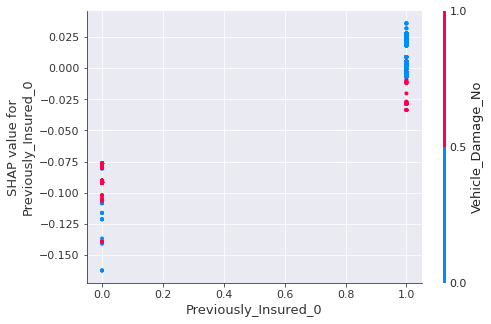 0.025
0.000
−0.025
−0.050
−0.075
−0.100
−0.125
−0.150
SHAP value for
Previously_Insured_0
0.0 0.2 0.4 0.6 0.8 1.0
Previously_Insured_0
1.0
0.5
0.0
Vehicle_Damage_No